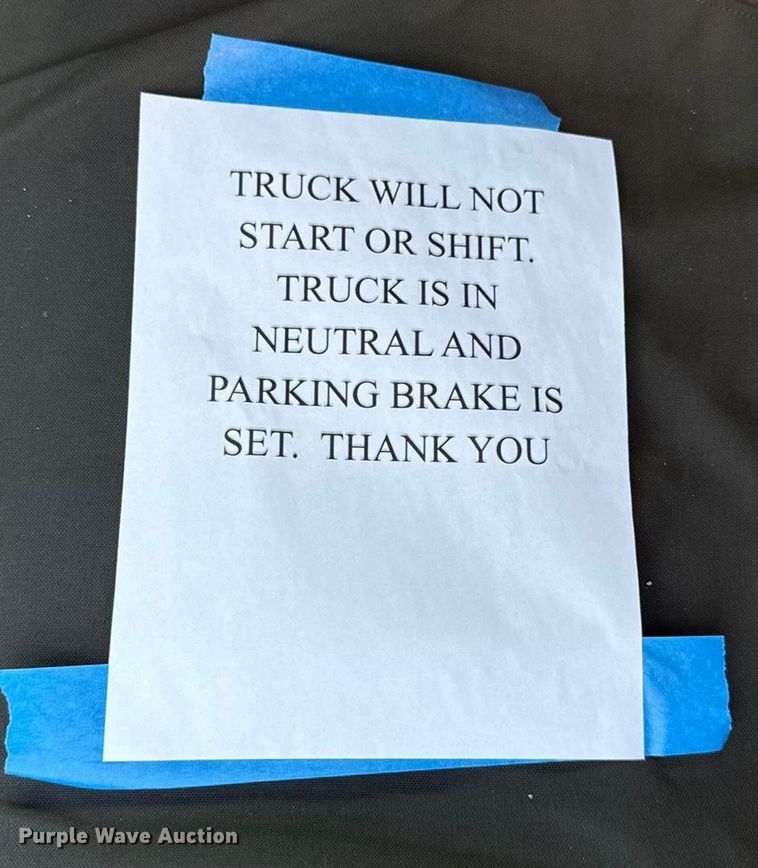 TRUCK WILL NOT
START OR SHIFT.
TRUCK IS IN
NEUTRAL AND
PARKING BRAKE IS
SET.  THANK YOU
Purple Wave Auction